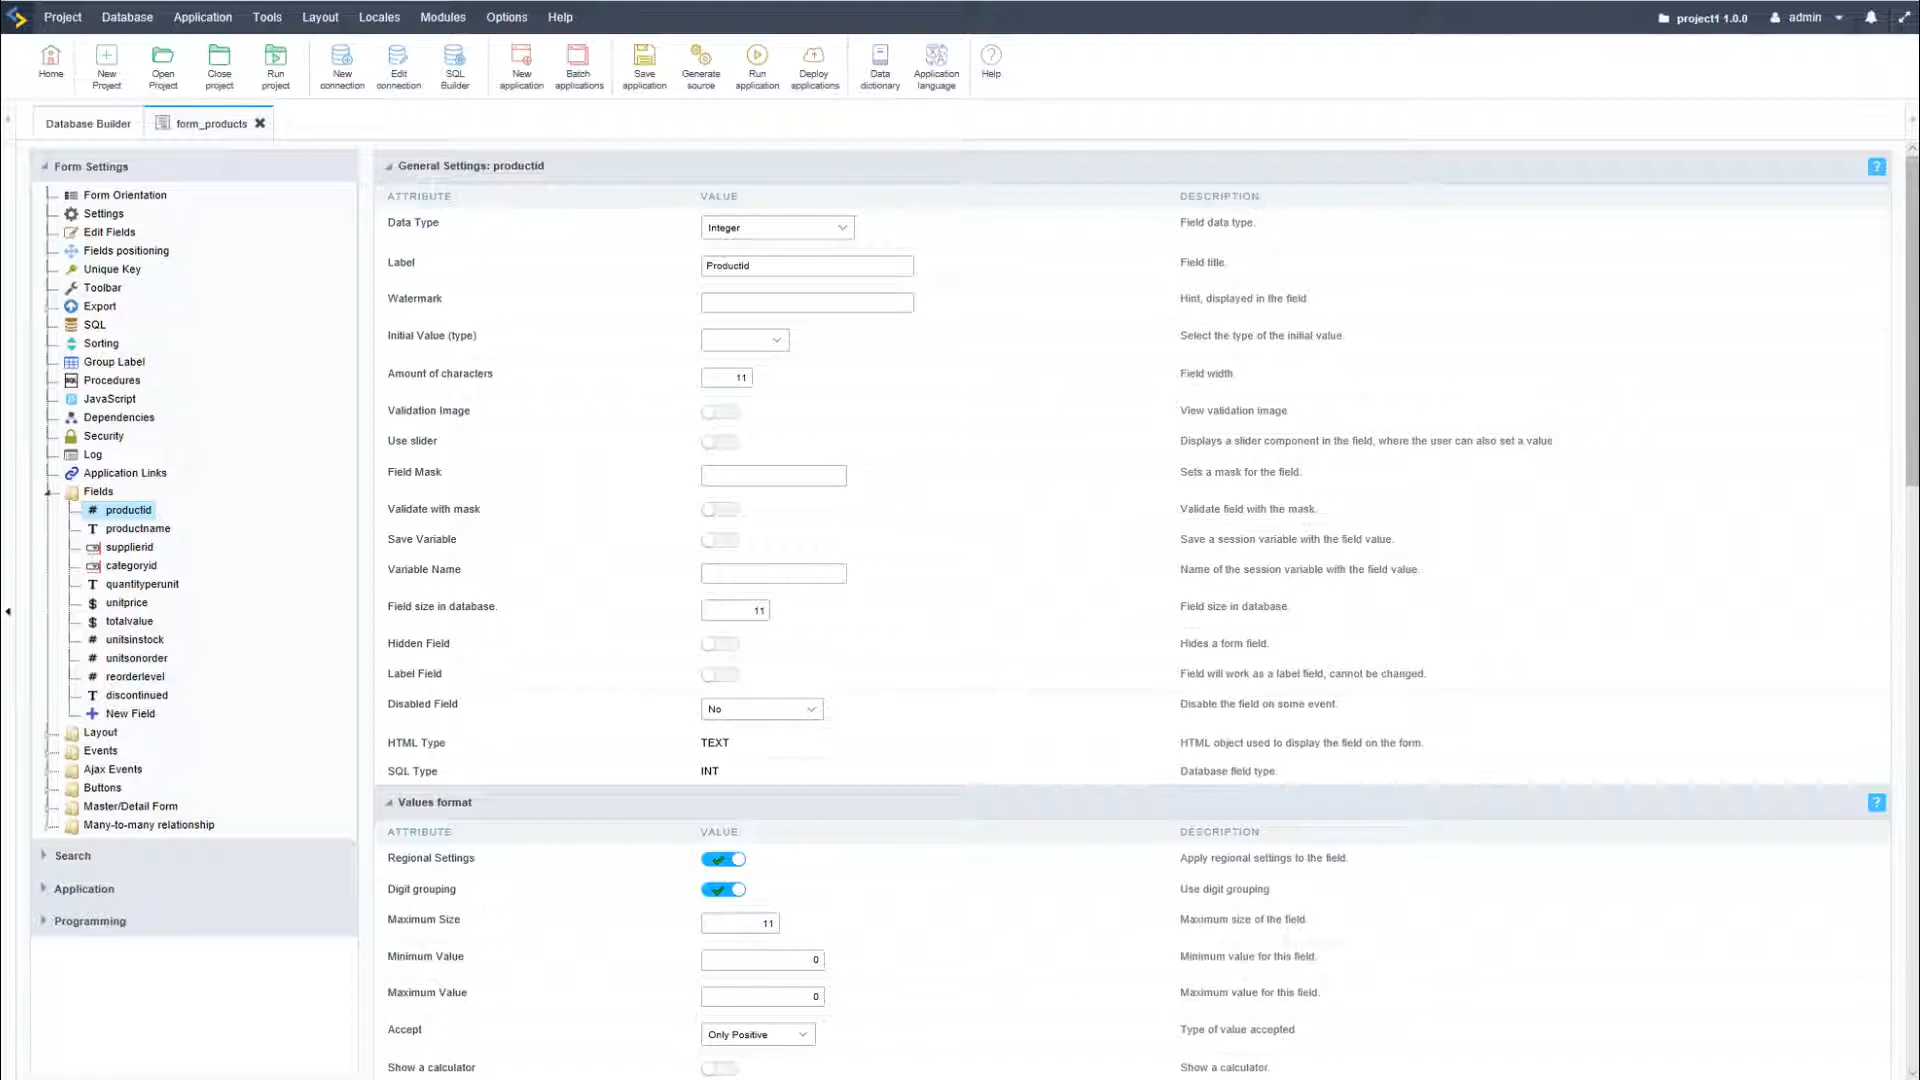 Project Database Application Tools Layout Locales Modules Options Help project1 1.0.0 admin
Home New Project Open Project Close project Run project New connection Edit connection SQL Builder New application Batch applications Save application Generate source Run application Deploy applications Data dictionary Application language Help
Database Builder form_products
Form Settings
Form Orientation
Settings
Edit Fields
Fields positioning
Unique Key
Toolbar
Export
SQL
Sorting
Group Label
Procedures
JavaScript
Dependencies
Security
Log
Application Links
Fields
# productid
T productname
supplierid
categoryid
T quantityperunit
$ unitprice
$ totalvalue
# unitsinstock
# unitsonorder
# reorderlevel
T discontinued
New Field
Layout
Events
Ajax Events
Buttons
Master/Detail Form
Many-to-many relationship
Search
Application
Programming
General Settings: productid ?
ATTRIBUTE VALUE DESCRIPTION
Data Type Integer Field data type.
Label Productid Field title.
Watermark Hint, displayed in the field
Initial Value (type) Select the type of the initial value.
Amount of characters 11 Field width
Validation Image View validation image
Use slider Displays a slider component in the field, where the user can also set a value
Field Mask Sets a mask for the field.
Validate with mask Validate field with the mask.
Save Variable Save a session variable with the field value.
Variable Name Name of the session variable with the field value.
Field size in database. 11 Field size in database.
Hidden Field Hides a form field.
Label Field Field will work as a label field, cannot be changed.
Disabled Field No Disable the field on some event.
HTML Type TEXT HTML object used to display the field on the form.
SQL Type INT Database field type.
Values format ?
ATTRIBUTE VALUE DESCRIPTION
Regional Settings Apply regional settings to the field.
Digit grouping Use digit grouping
Maximum Size 11 Maximum size of the field.
Minimum Value 0 Minimum value for this field.
Maximum Value 0 Maximum value for this field.
Accept Only Positive Type of value accepted
Show a calculator Show a calculator.